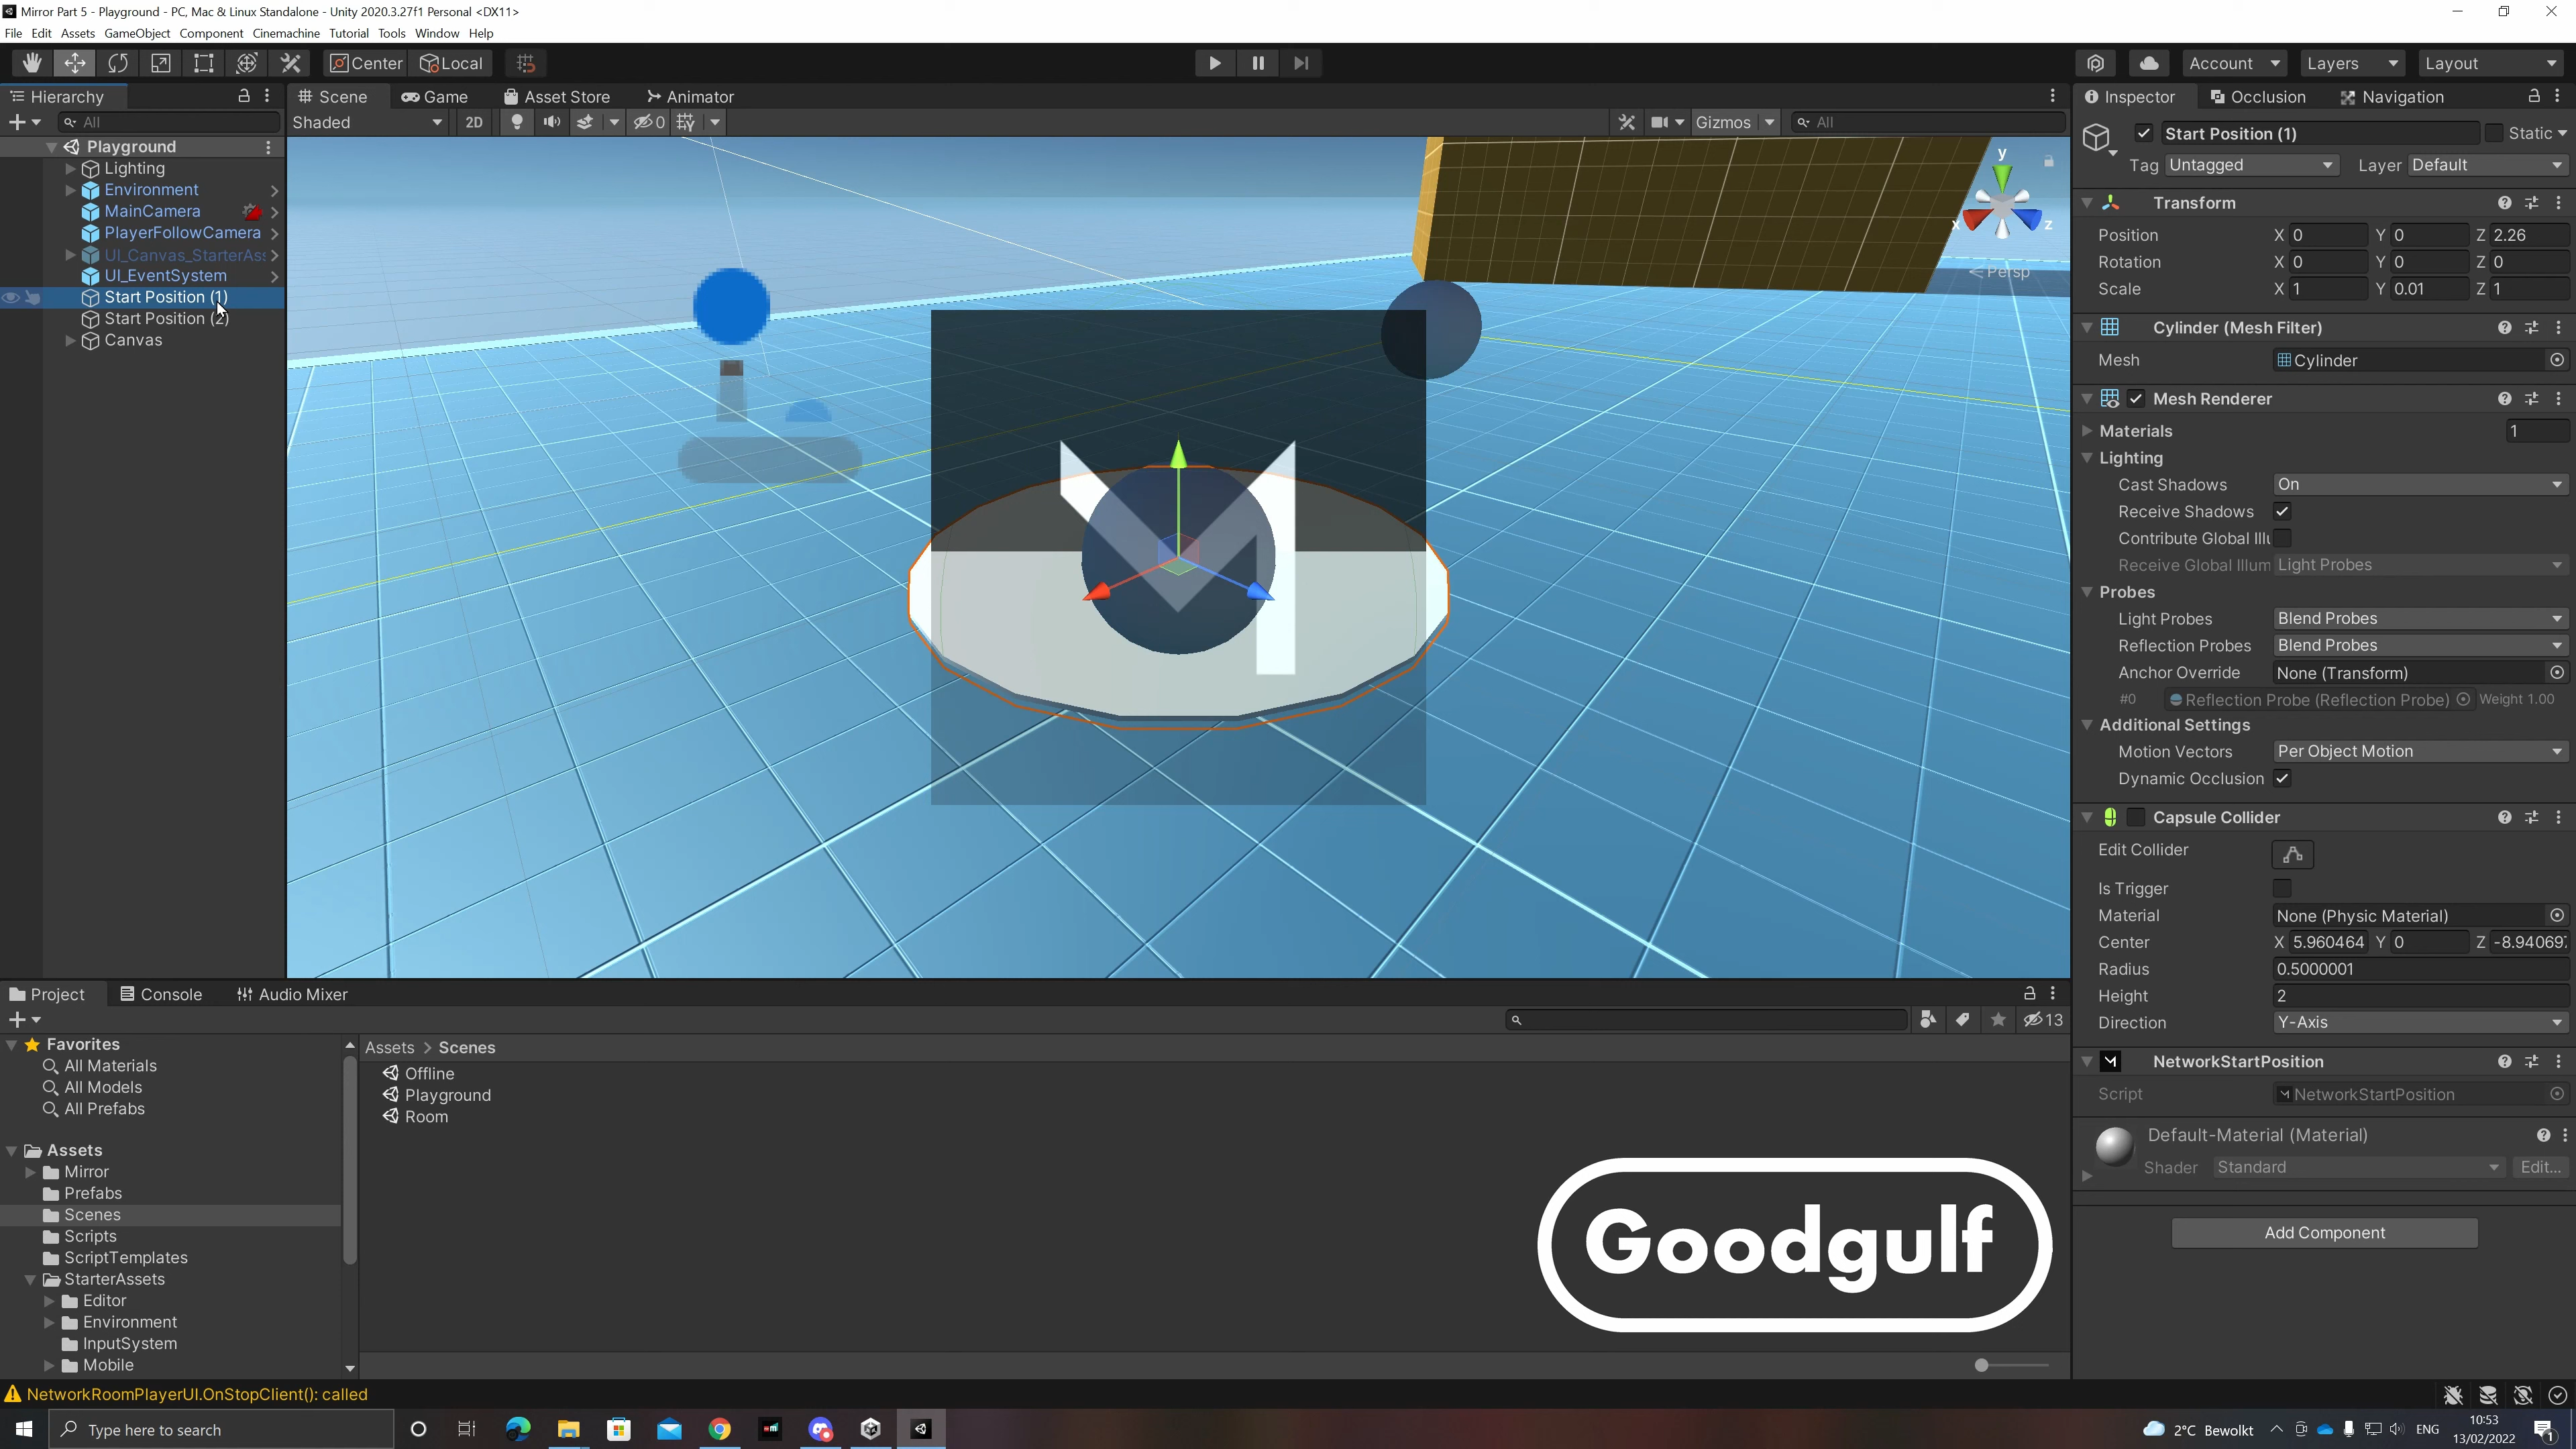 Mirror Part 5 - Playground - PC, Mac & Linux Standalone - Unity 2020.3.27f1 Personal <DX11>
File Edit Assets GameObject Component Cinemachine Tutorial Tools Window Help
Center Local
Account Layers Layout
Hierarchy
All
Playground
Lighting
Environment
MainCamera
PlayerFollowCamera
UI_Canvas_StarterAss
UI_EventSystem
Start Position (1)
Start Position (2)
Canvas
Scene Game Asset Store Animator
Shaded 2D 0 Gizmos All
y
x z
Persp
Inspector Occlusion Navigation
Start Position (1) Static
Tag Untagged Layer Default
Transform
Position X 0 Y 0 Z 2.26
Rotation X 0 Y 0 Z 0
Scale X 1 Y 0.01 Z 1
Cylinder (Mesh Filter)
Mesh Cylinder
Mesh Renderer
Materials 1
Lighting
Cast Shadows On
Receive Shadows
Contribute Global Illu
Receive Global Illum Light Probes
Probes
Light Probes Blend Probes
Reflection Probes Blend Probes
Anchor Override None (Transform)
#0 Reflection Probe (Reflection Probe) Weight 1.00
Additional Settings
Motion Vectors Per Object Motion
Dynamic Occlusion
Capsule Collider
Edit Collider
Is Trigger
Material None (Physic Material)
Center X 5.960464 Y 0 Z -8.94069
Radius 0.5000001
Height 2
Direction Y-Axis
NetworkStartPosition
Script NetworkStartPosition
Default-Material (Material)
Shader Standard Edit...
Add Component
Project Console Audio Mixer
13
Favorites
All Materials
All Models
All Prefabs
Assets
Mirror
Prefabs
Scenes
Scripts
ScriptTemplates
StarterAssets
Editor
Environment
InputSystem
Mobile
Assets > Scenes
Offline
Playground
Room
Goodgulf
NetworkRoomPlayerUI.OnStopClient(): called
Type here to search
2°C Bewolkt
ENG
10:53
13/02/2022
1